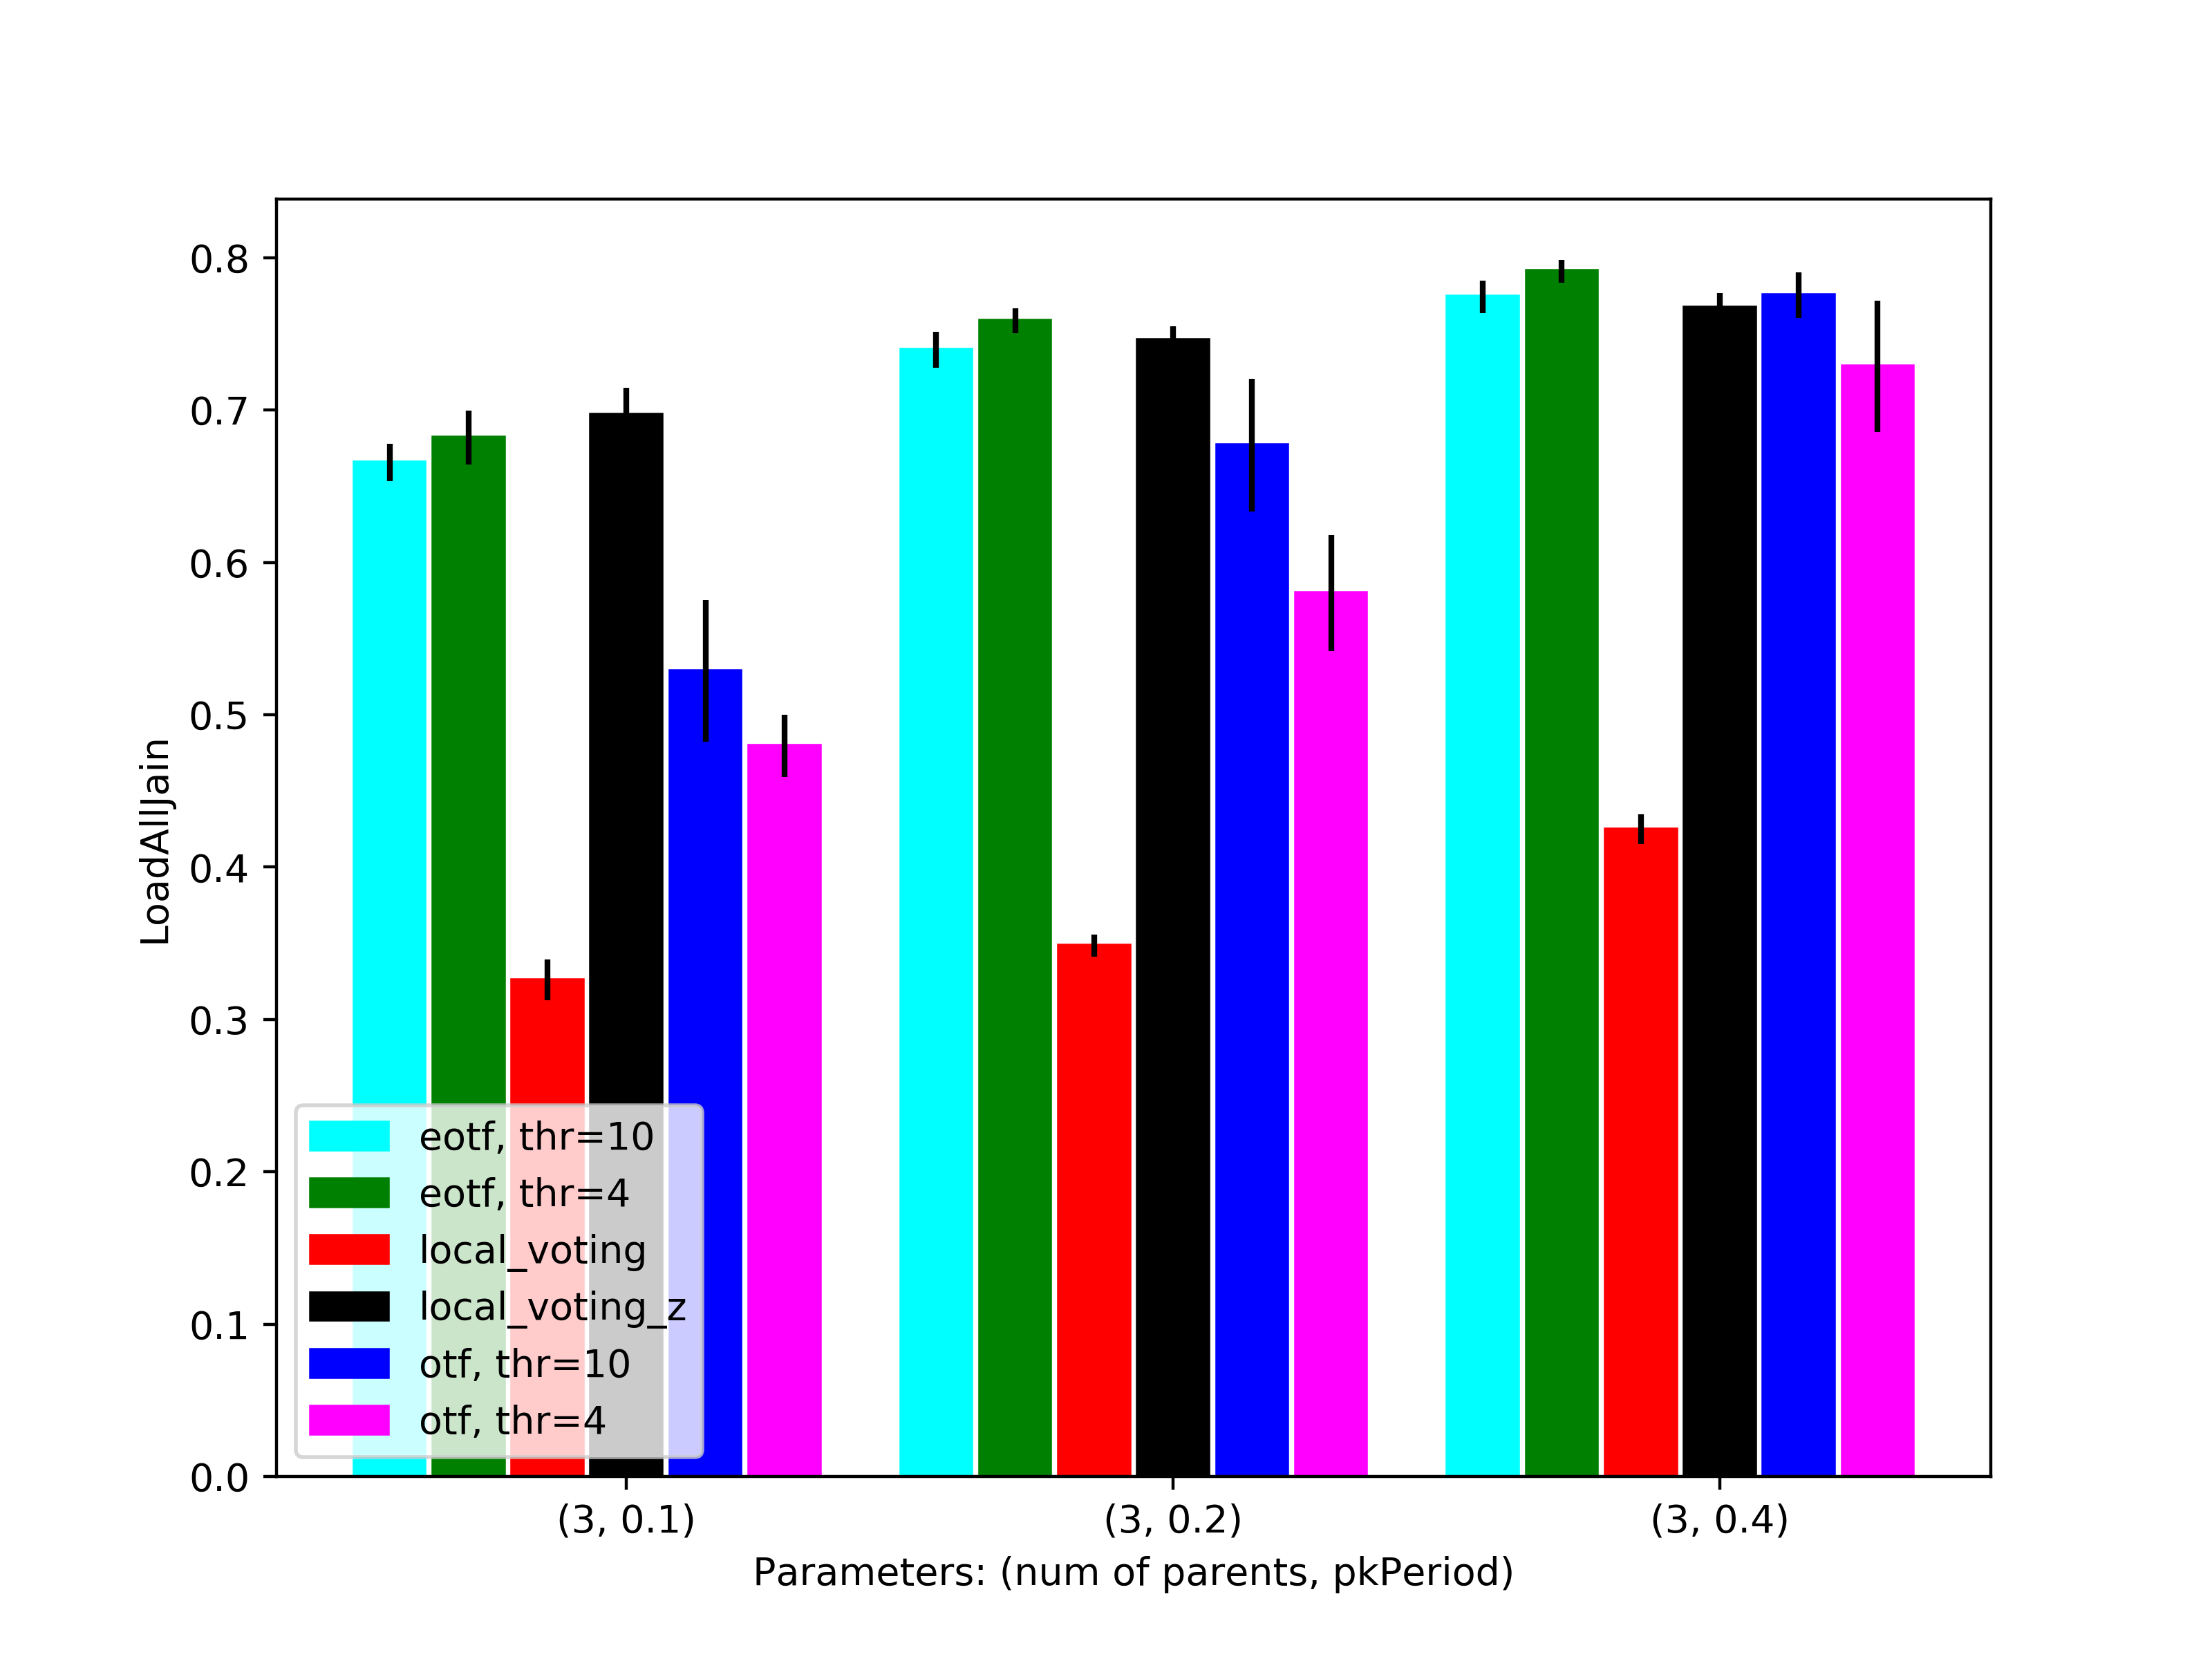 0.8
0.7
0.6
0.5
0.4
0.3
0.2
0.1
0.0
LoadAllJain
eotf, thr=10
eotf, thr=4
local_voting
local_voting_z
otf, thr=10
otf, thr=4
(3, 0.1)
(3, 0.2)
(3, 0.4)
Parameters: (num of parents, pkPeriod)